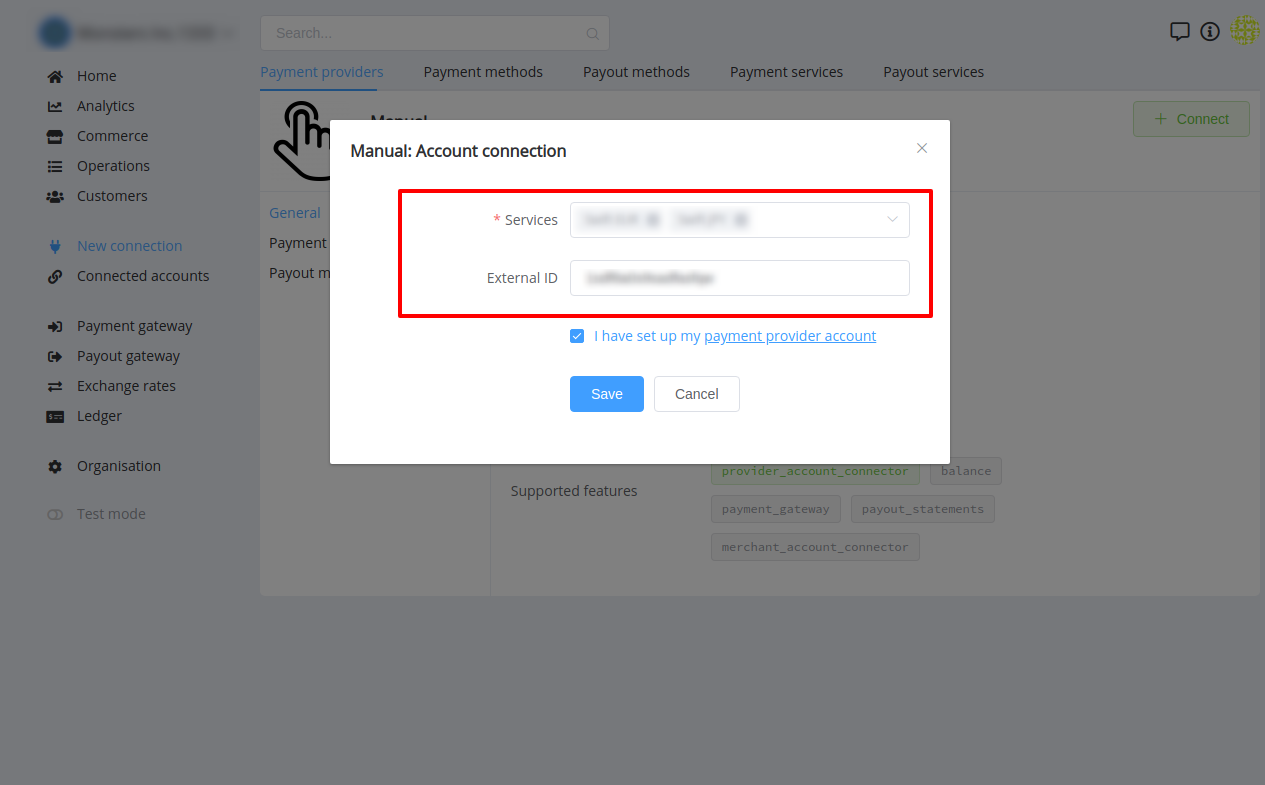 Search...
Home
Analytics
Commerce
Operations
Customers
New connection
Connected accounts
Payment gateway
Payout gateway
Exchange rates
Ledger
Organisation
Test mode
Payment providers Payment methods Payout methods Payment services Payout services
Manual
+ Connect
General
Payment
Payout m
Manual: Account connection
* Services
External ID
I have set up my payment provider account
Save Cancel
Supported features
provider_account_connector balance
payment_gateway payout_statements
merchant_account_connector